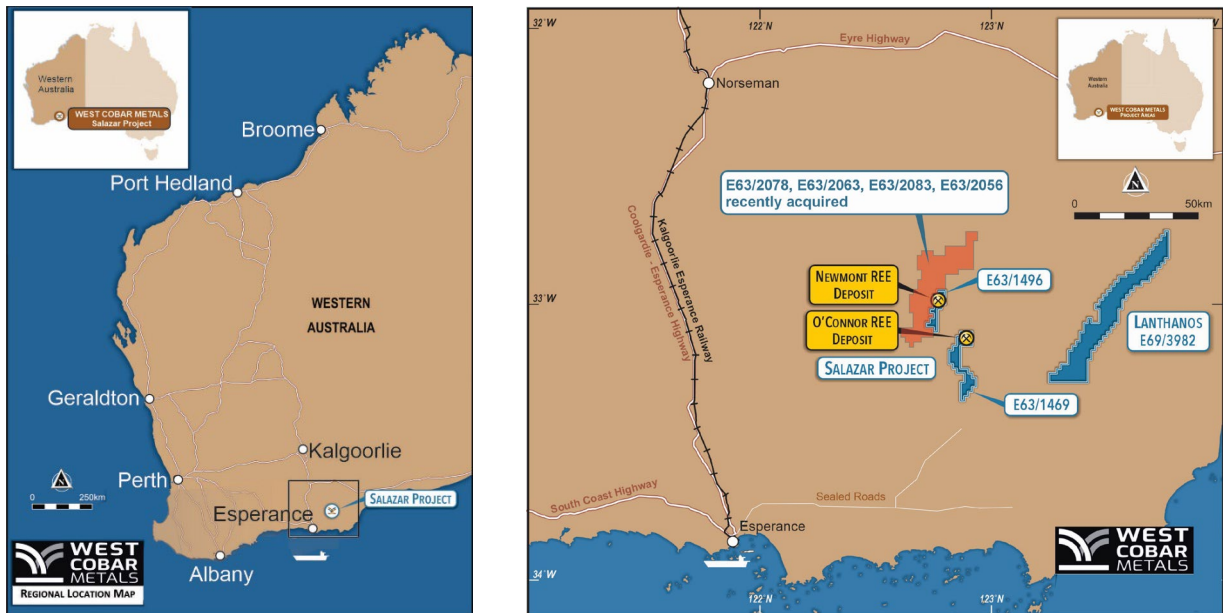 Western
Australia
WEST COBAR METALS
Salazar Project
Broome
Port Hedland
WESTERN
AUSTRALIA
Geraldton
Kalgoorlie
Perth
N
0 250km
SALAZAR PROJECT
Esperance
Albany
WEST
COBAR
METALS
REGIONAL LOCATION MAP
32°W
122°N
123°N
Eyre Highway
Norseman
Western
Australia
WEST COBAR METALS
PROJECT AREAS
N
0 50km
E63/2078, E63/2063, E63/2083, E63/2056
recently acquired
Coolgardie - Esperance Highway
Kalgoorlie Esperance Railway
NEWMONT REE
DEPOSIT
E63/1496
33°W
O'CONNOR REE
DEPOSIT
LANTHANOS
E69/3982
SALAZAR PROJECT
E63/1469
South Coast Highway
Sealed Roads
Esperance
WEST
COBAR
METALS
34°W
122°N
123°N